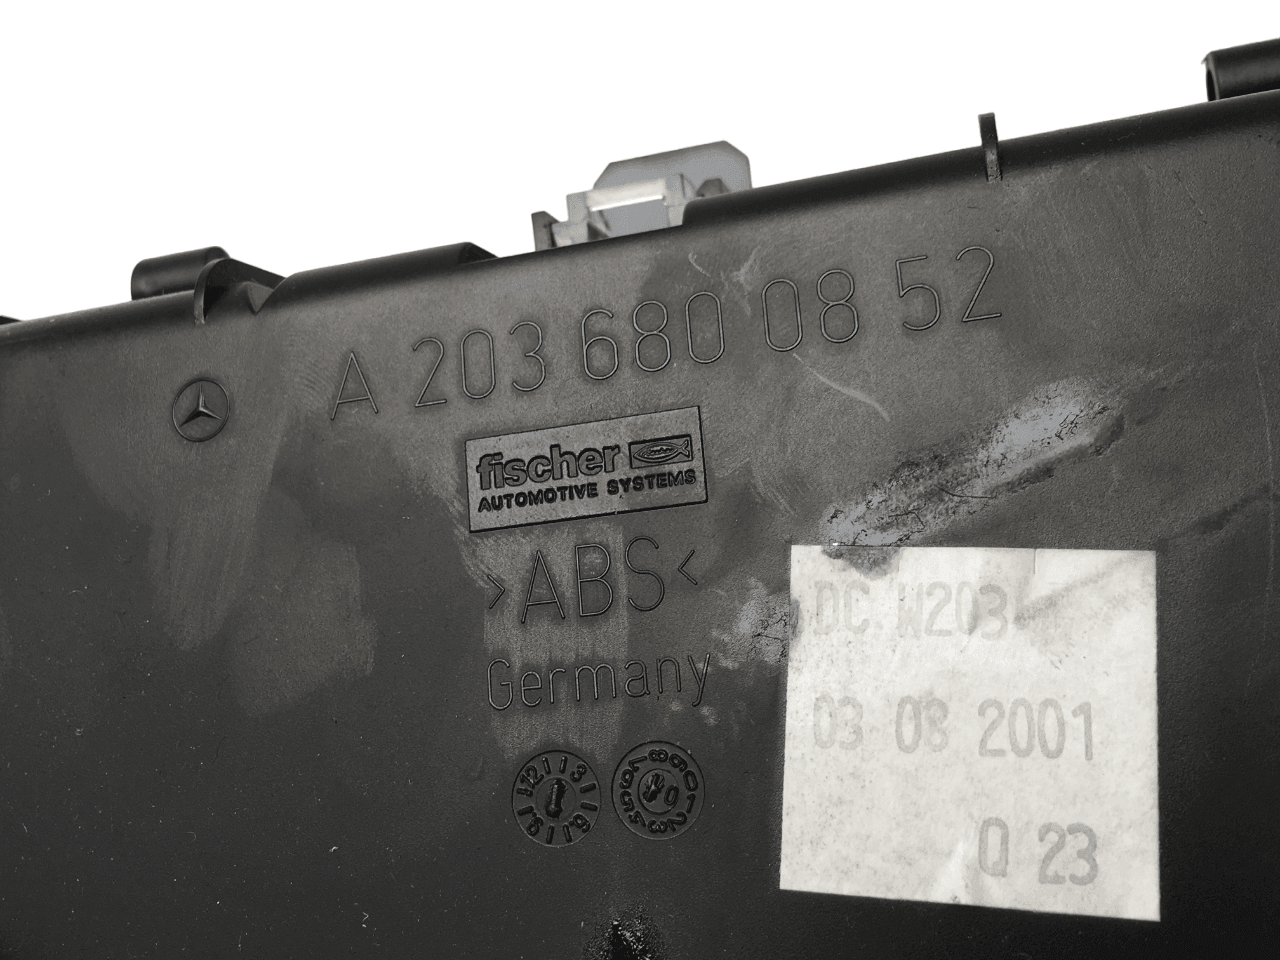 A 203 680 08 52
fischer
AUTOMOTIVE SYSTEMS
>ABS<
Germany
DC W203
03 08 2001
Q 23